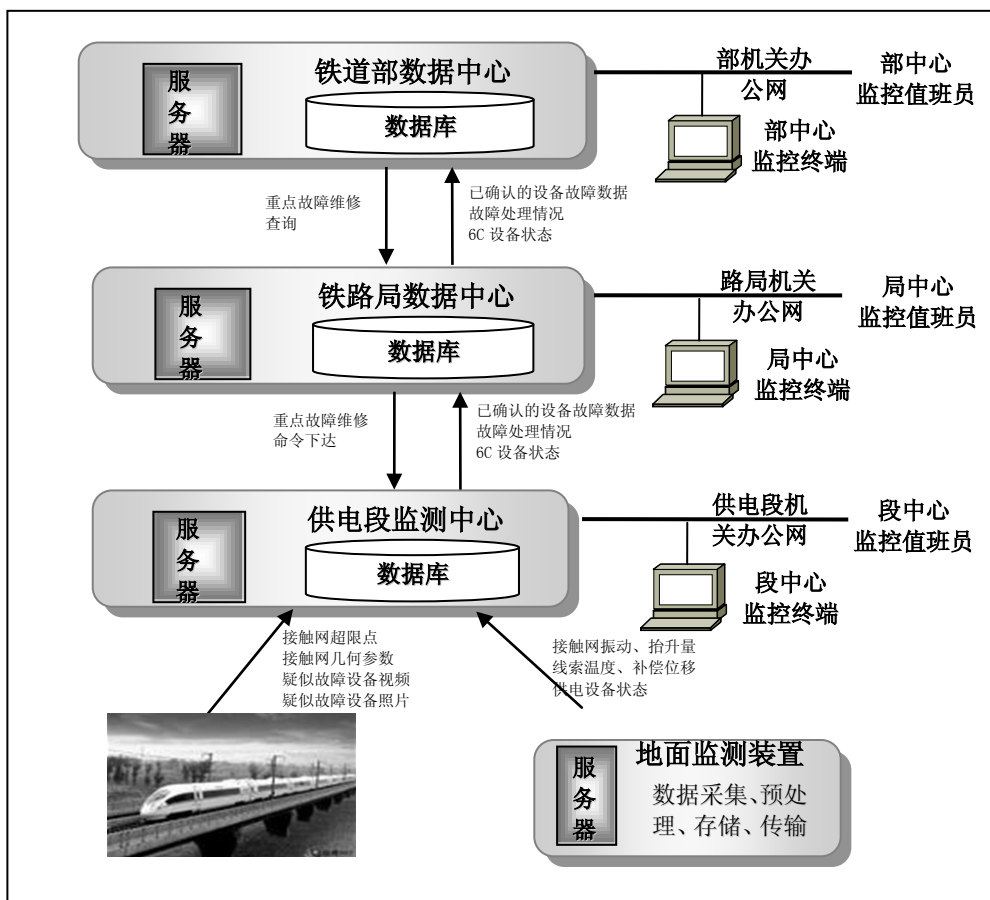 铁道部数据中心
服
务
器
数据库
部机关办
公网
部中心
监控值班员
部中心
监控终端
重点故障维修
查询
已确认的设备故障数据
故障处理情况
6C 设备状态
铁路局数据中心
服
务
器
数据库
路局机关
办公网
局中心
监控值班员
局中心
监控终端
重点故障维修
命令下达
已确认的设备故障数据
故障处理情况
6C 设备状态
供电段监测中心
服
务
器
数据库
供电段机
关办公网
段中心
监控值班员
段中心
监控终端
接触网超限点
接触网几何参数
疑似故障设备视频
疑似故障设备照片
接触网振动、抬升量
线索温度、补偿位移
供电设备状态
地面监测装置
服
务
器
数据采集、预处
理、存储、传输